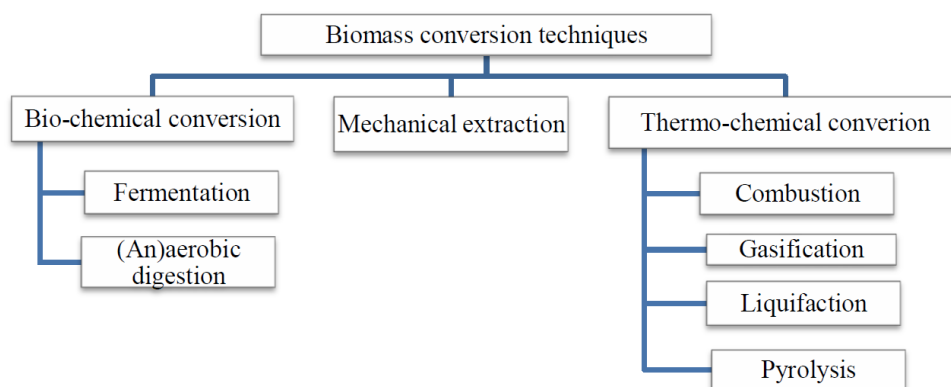 Biomass conversion techniques
Bio-chemical conversion
Mechanical extraction
Thermo-chemical converion
Fermentation
(An)aerobic
digestion
Combustion
Gasification
Liquifaction
Pyrolysis